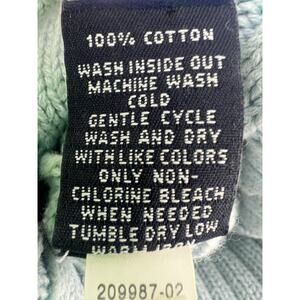 100% COTTON
WASH INSIDE OUT
MACHINE WASH
COLD
GENTLE CYCLE
WASH AND DRY
WITH LIKE COLORS
ONLY NON-
CHLORINE BLEACH
WHEN NEEDED
TUMBLE DRY LOW
WARM
209987-02